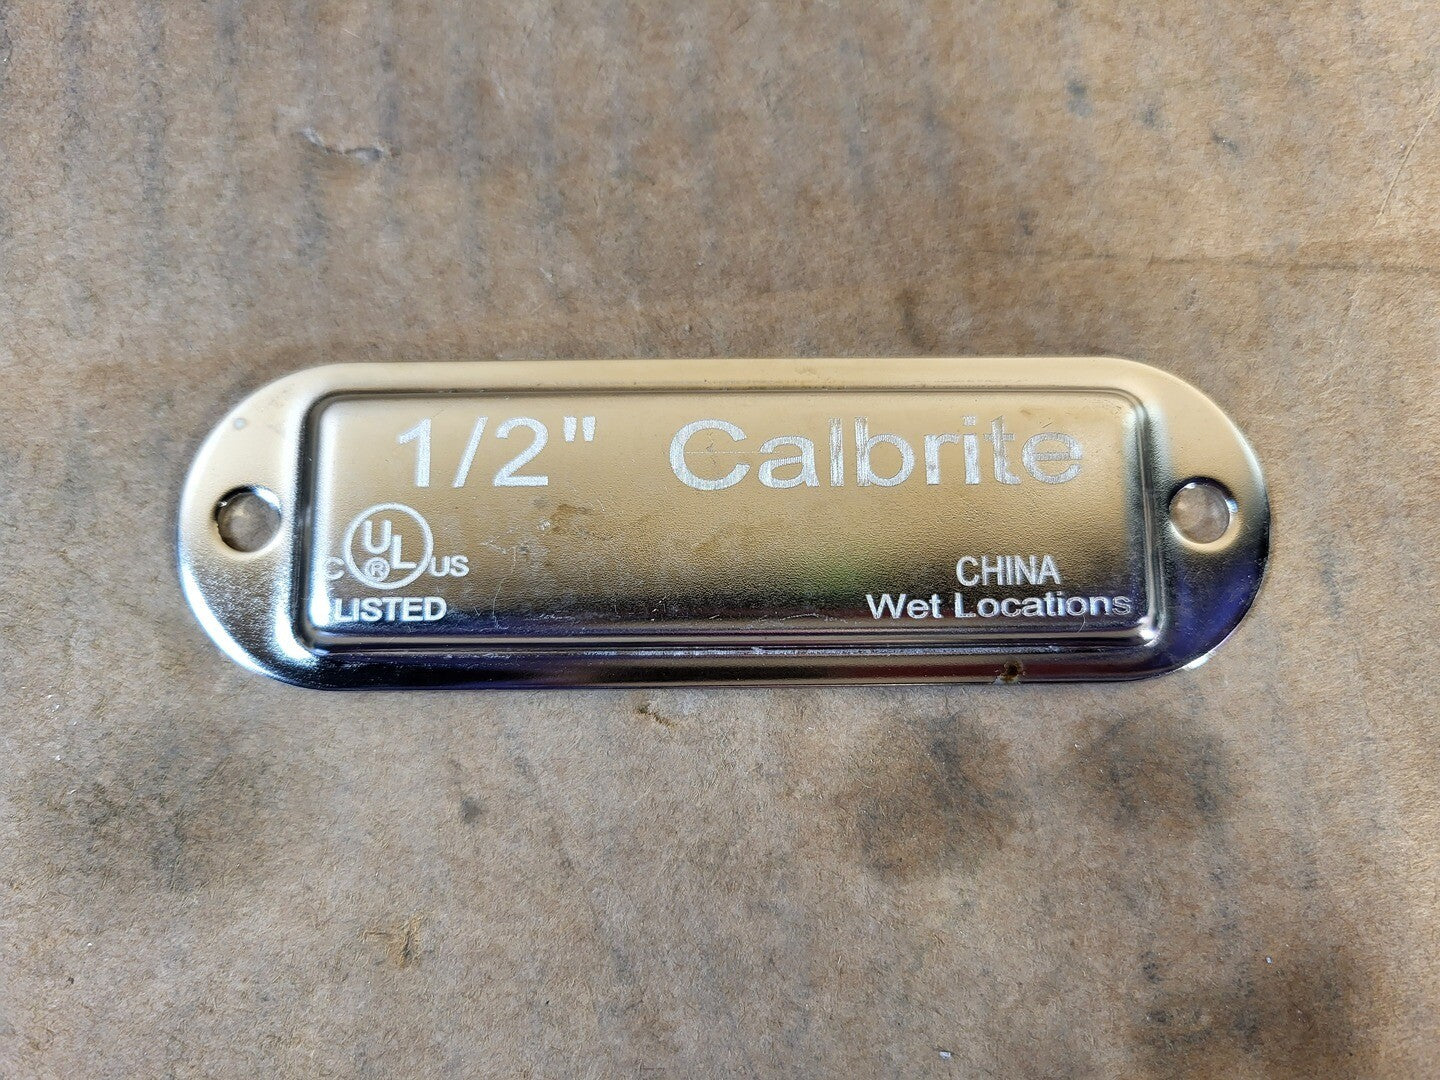 1/2" Calbrite
C UL ® US
LISTED
CHINA
Wet Locations